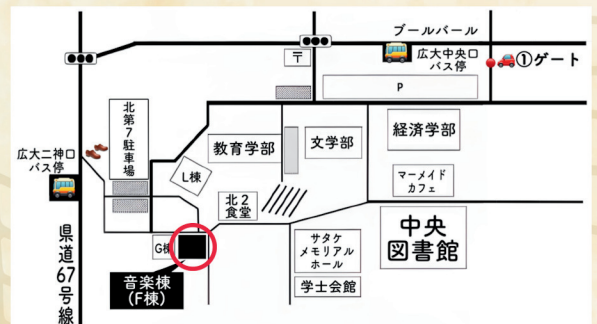 ブールバール
〒
広大中央口
バス停
①ゲート
P
北第7駐車場
教育学部
文学部
経済学部
広大二神口
バス停
L棟
北2
食堂
マーメイド
カフェ
県道67号線
G棟
サタケ
メモリアル
ホール
中央
図書館
音楽棟
(F棟)
学士会館